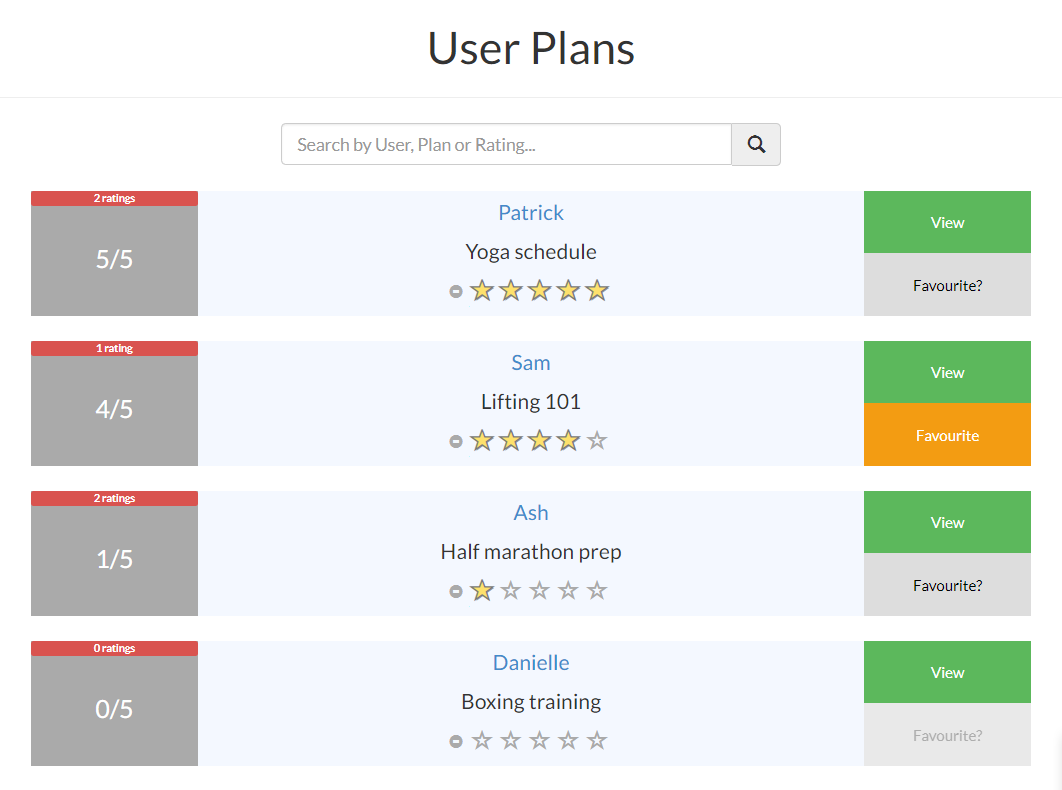 User Plans
Search by User, Plan or Rating...
2 ratings
5/5
Patrick
Yoga schedule
View
Favourite?
1 rating
4/5
Sam
Lifting 101
View
Favourite
2 ratings
1/5
Ash
Half marathon prep
View
Favourite?
0 ratings
0/5
Danielle
Boxing training
View
Favourite?